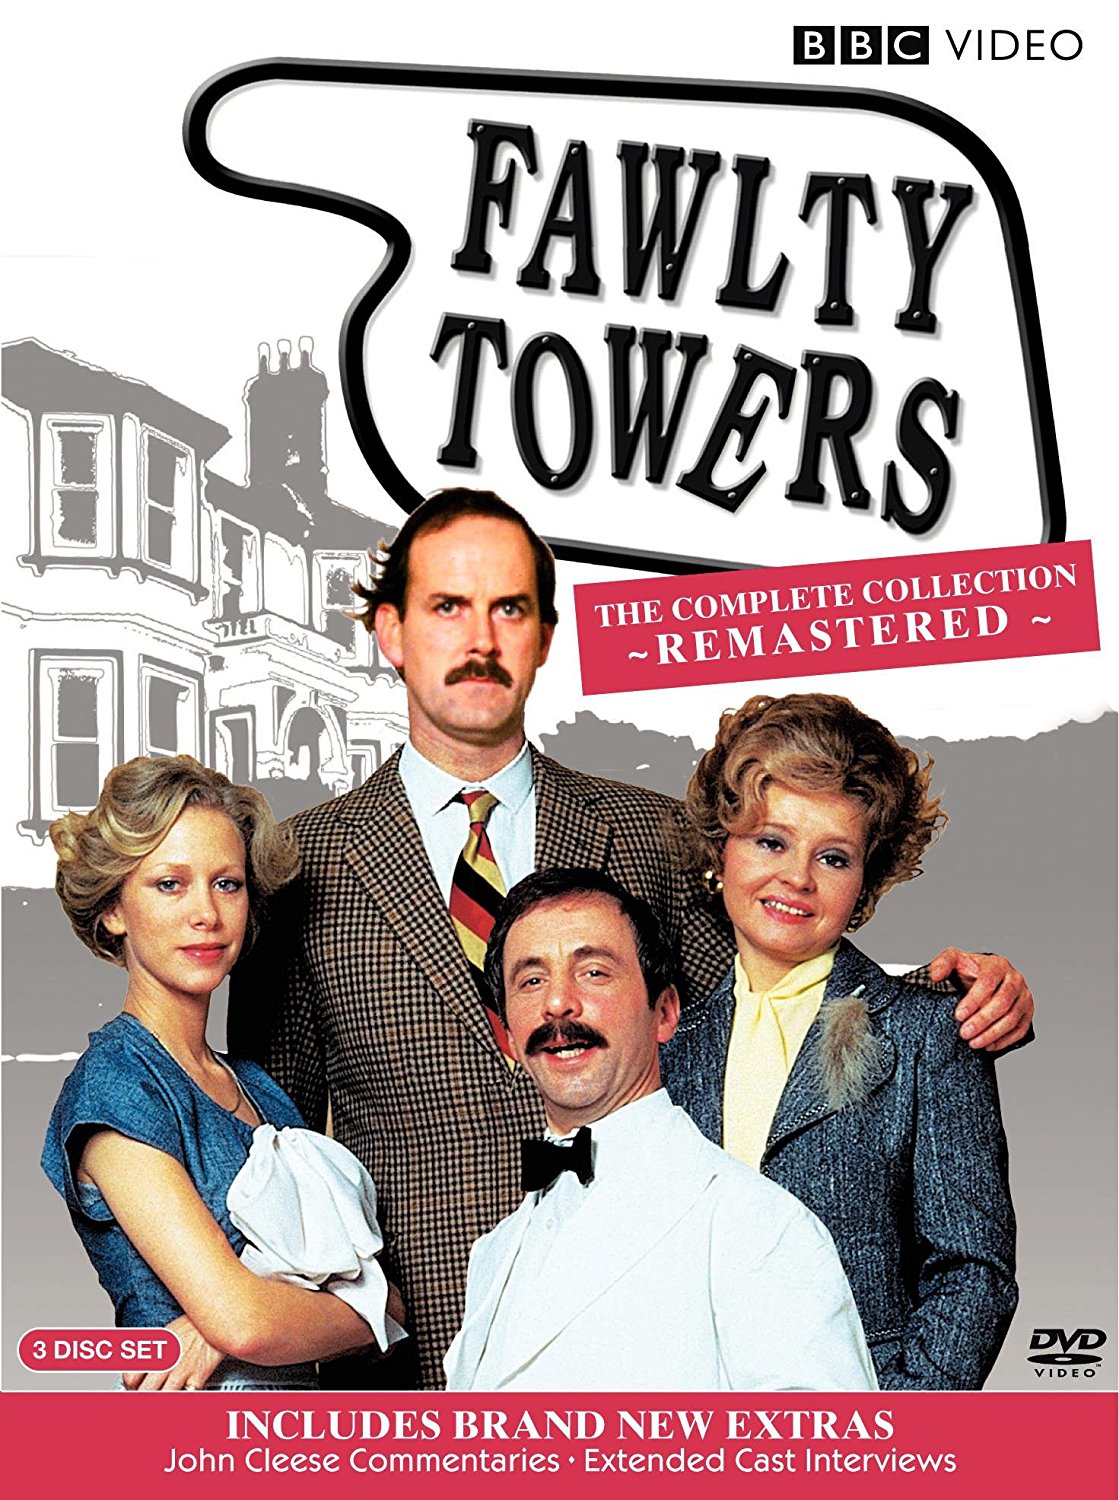 BBC VIDEO
FAWLTY
TOWERS
THE COMPLETE COLLECTION
~REMASTERED ~
3 DISC SET
DVD
VIDEO™
INCLUDES BRAND NEW EXTRAS
John Cleese Commentaries · Extended Cast Interviews